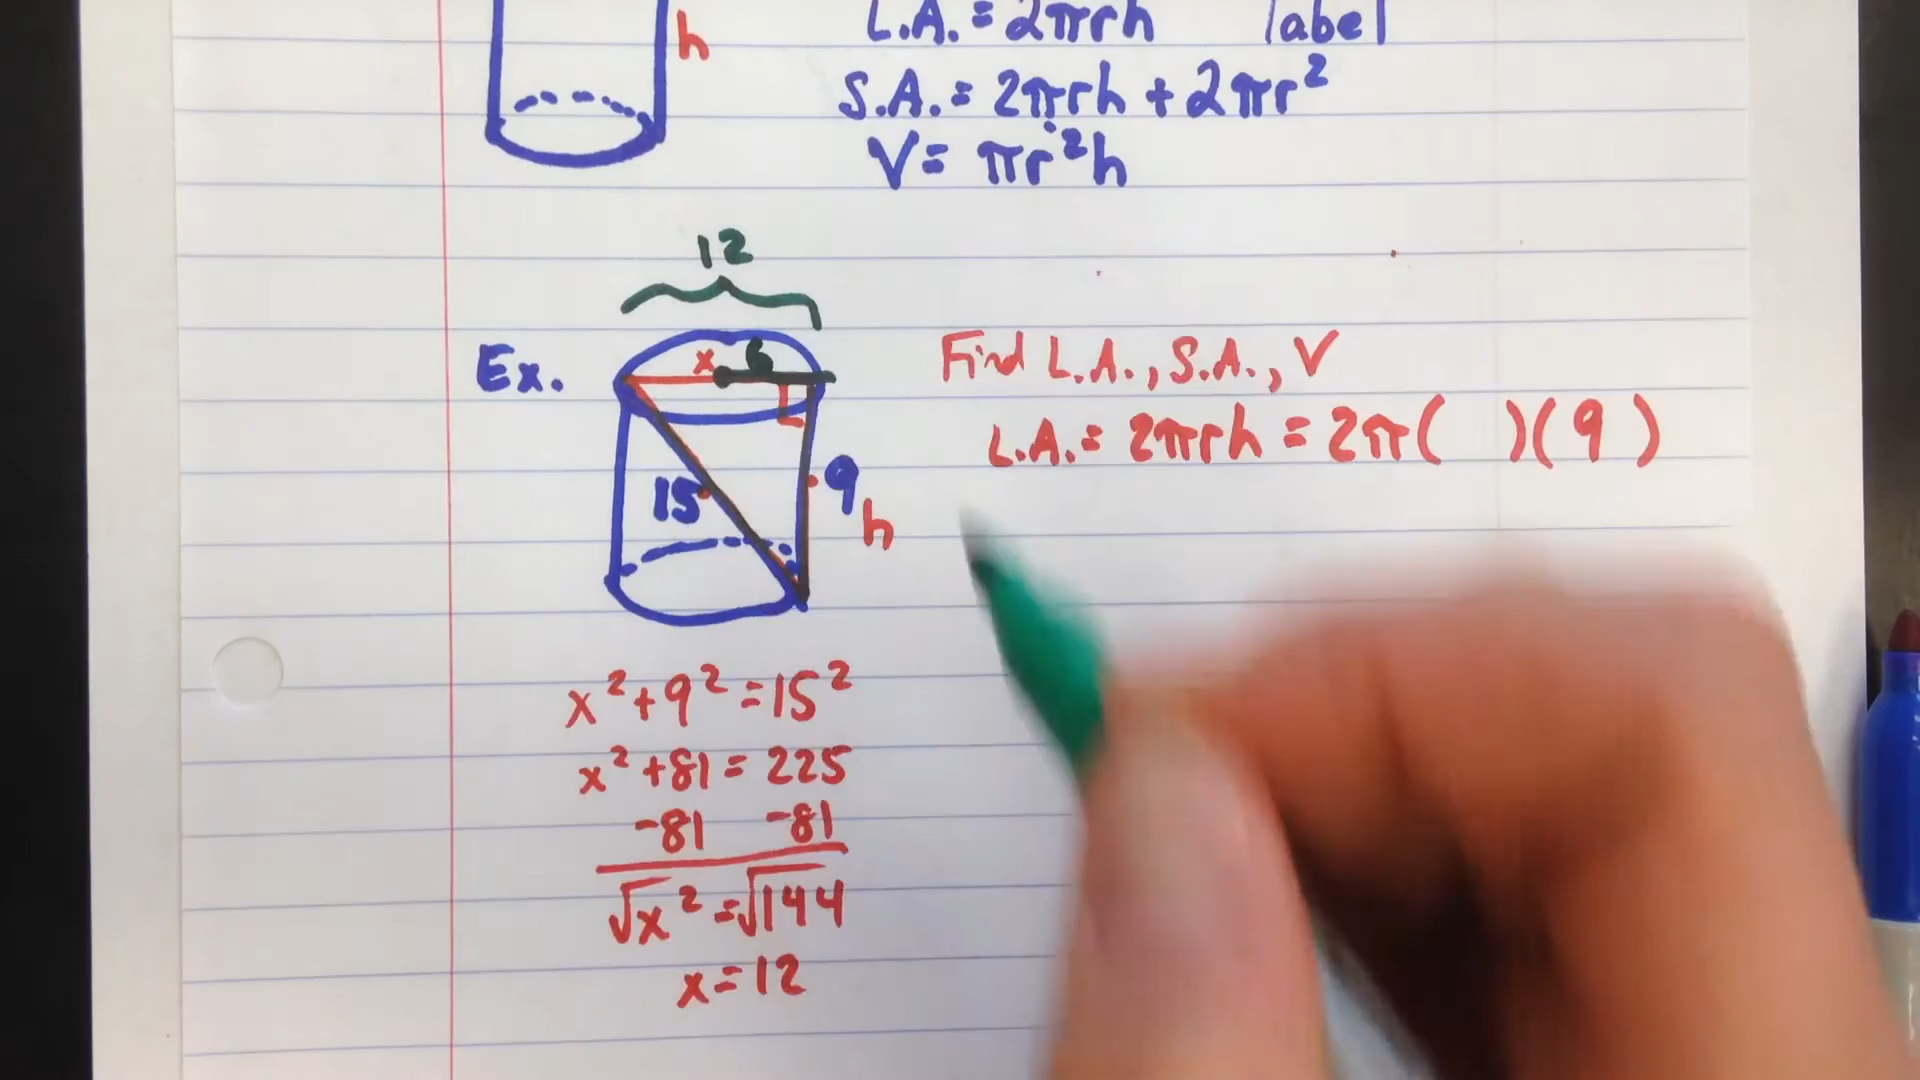 h
L.A. = 2πrh label
S.A. = 2πrh + 2πr²
V = πr²h
12
Ex.
x 6
15
9
h
Find L.A., S.A., V
L.A. = 2πrh = 2π( )(9 )
x² + 9² = 15²
x² + 81 = 225
-81 -81
√x² = √144
x = 12